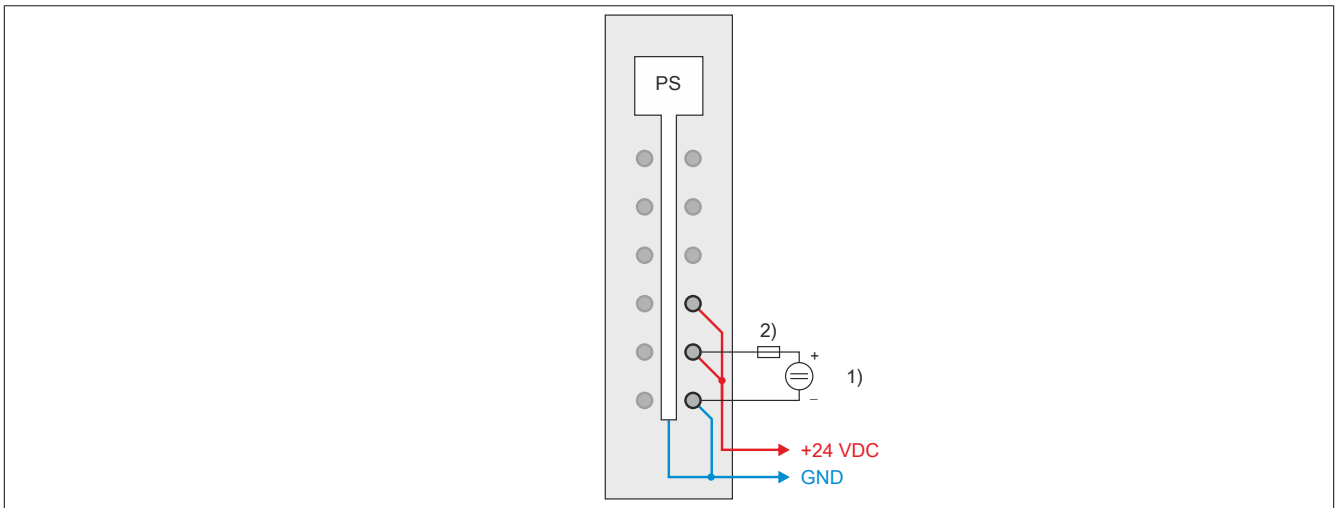 PS
2)
+
1)
–
+24 VDC
GND